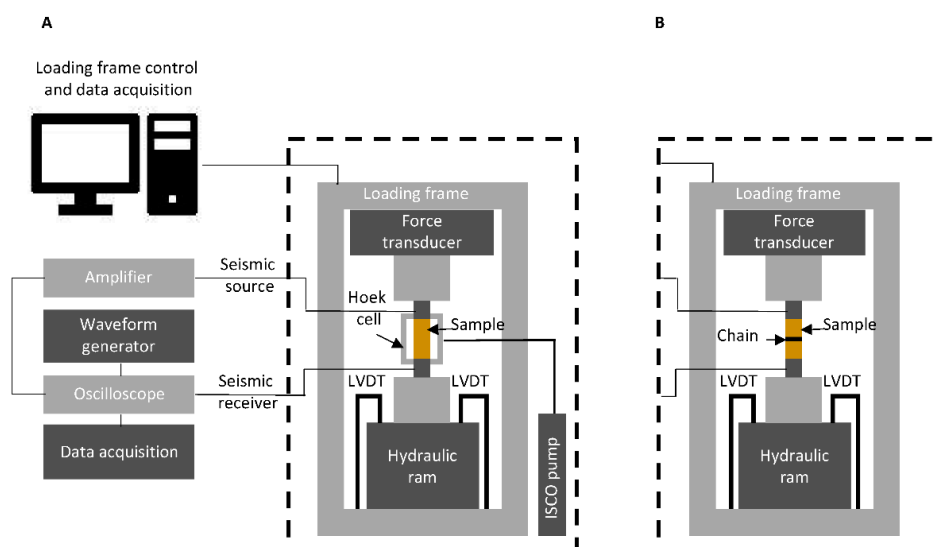 A
B
Loading frame control
and data acquisition
Loading frame
Force
transducer
Amplifier
Seismic
source
Hoek
cell
Sample
Waveform
generator
Oscilloscope
Seismic
receiver
LVDT
LVDT
Data acquisition
Hydraulic
ram
ISCO pump
Loading frame
Force
transducer
Chain
Sample
LVDT
LVDT
Hydraulic
ram